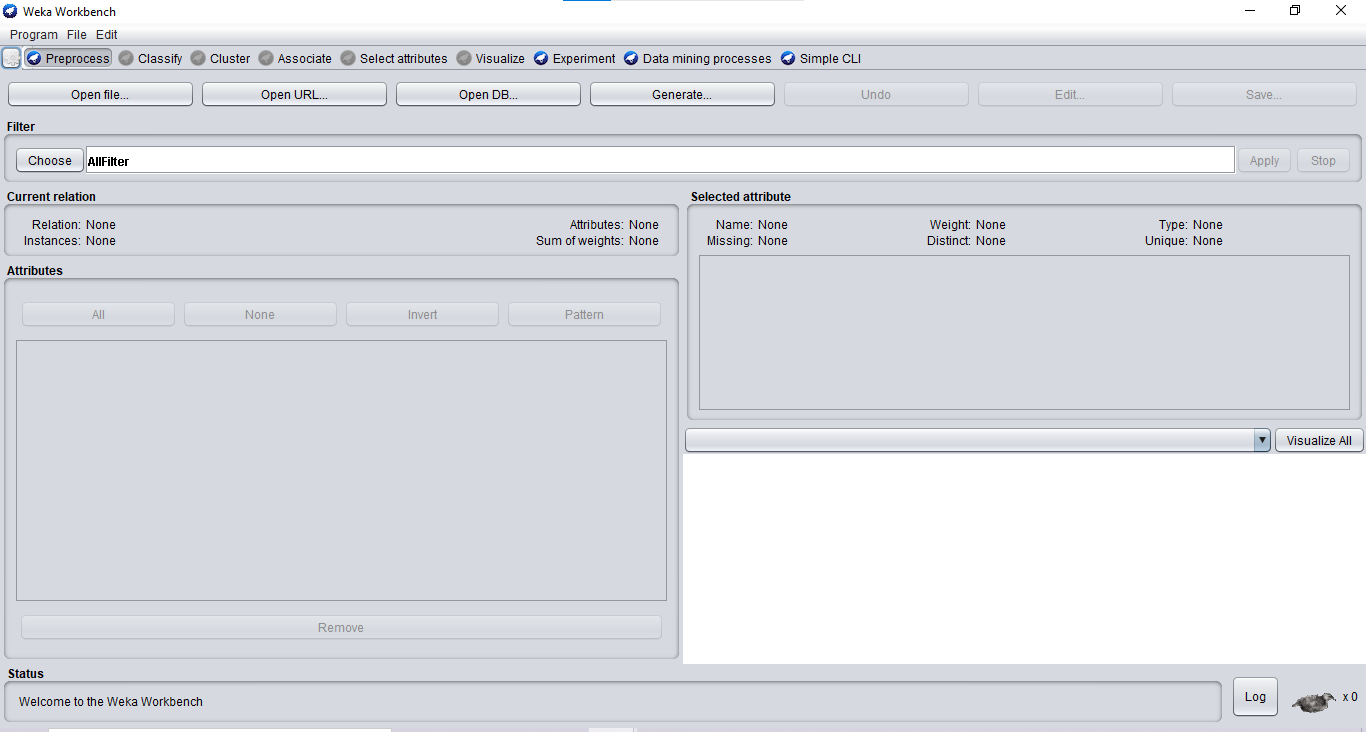 Weka Workbench
Program File Edit
Preprocess Classify Cluster Associate Select attributes Visualize Experiment Data mining processes Simple CLI
Open file... Open URL... Open DB... Generate... Undo Edit... Save...
Filter
Choose AllFilter Apply Stop
Current relation
Relation: None Attributes: None
Instances: None Sum of weights: None
Selected attribute
Name: None Weight: None Type: None
Missing: None Distinct: None Unique: None
Attributes
All None Invert Pattern
Visualize All
Remove
Status
Welcome to the Weka Workbench
Log x 0